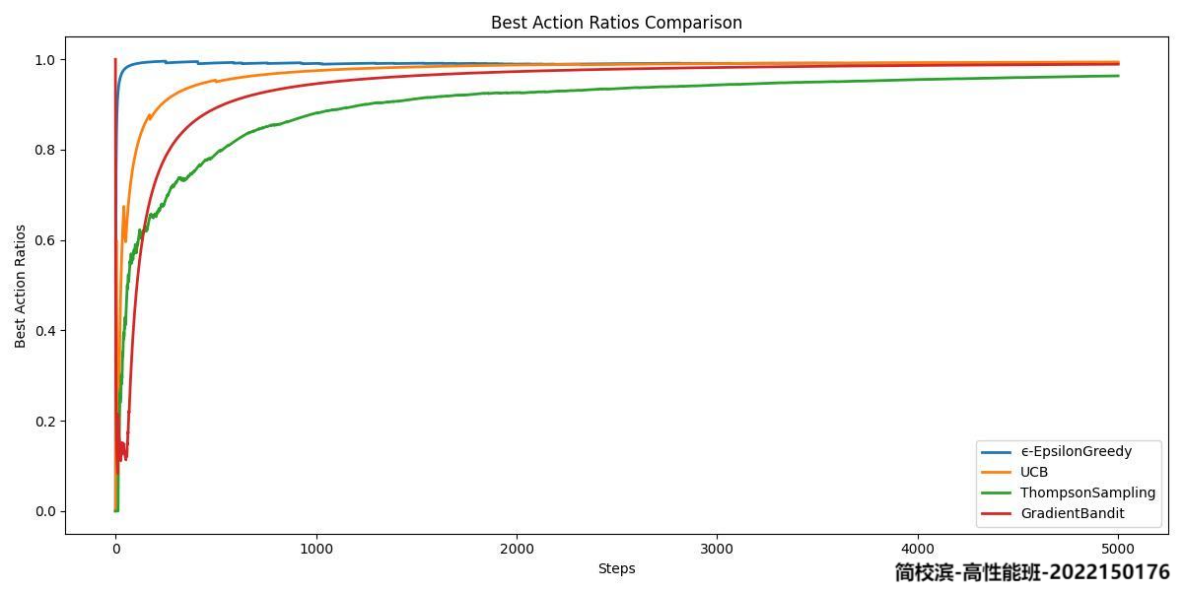 Best Action Ratios Comparison
1.0
0.8
0.6
0.4
0.2
0.0
Best Action Ratios
0 1000 2000 3000 4000 5000
Steps
ϵ-EpsilonGreedy
UCB
ThompsonSampling
GradientBandit
简校滨-高性能班-2022150176